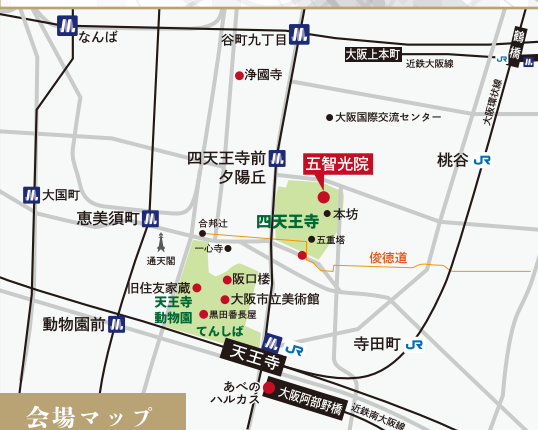 なんば
谷町九丁目
鶴橋
大阪上本町
近鉄大阪線
JR
浄國寺
大阪環状線
大阪国際交流センター
四天王寺前
夕陽丘
五智光院
桃谷
JR
大国町
恵美須町
合邦辻
四天王寺
本坊
五重塔
一心寺
通天閣
俊徳道
旧住友家蔵
阪口楼
天王寺
動物園
大阪市立美術館
黒田番長屋
動物園前
てんしば
天王寺
JR
寺田町
JR
あべの
ハルカス
大阪阿部野橋
近鉄南大阪線
会場マップ